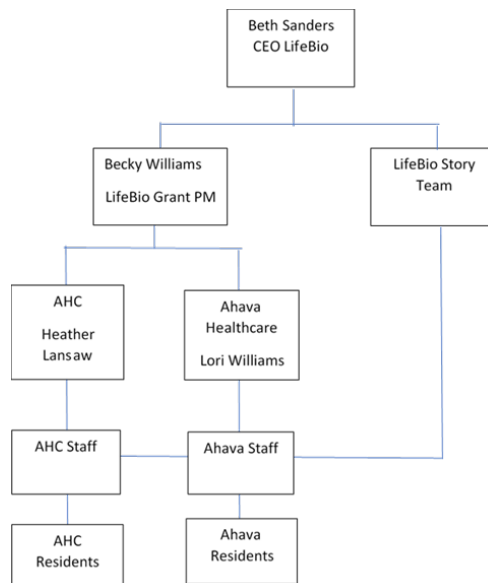 Beth Sanders
CEO LifeBio
Becky Williams
LifeBio Grant PM
LifeBio Story
Team
AHC
Heather
Lansaw
Ahava
Healthcare
Lori Williams
AHC Staff
Ahava Staff
AHC
Residents
Ahava
Residents